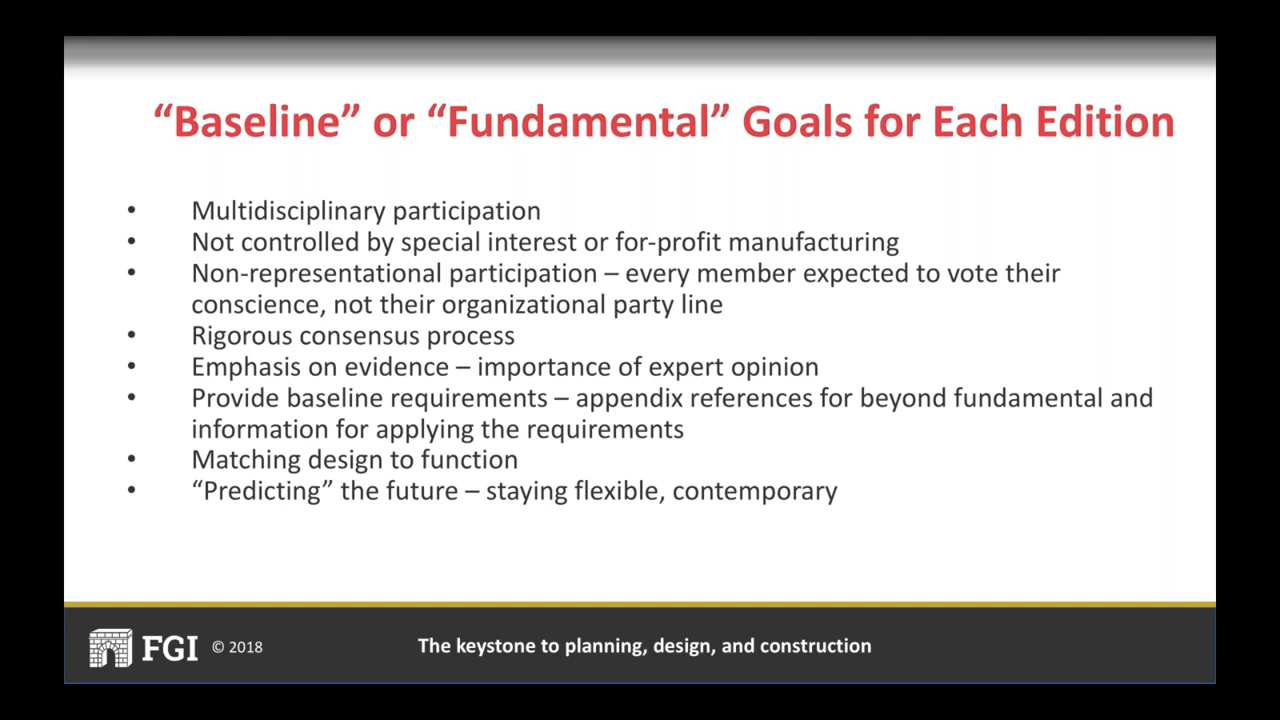 “Baseline” or “Fundamental” Goals for Each Edition
• Multidisciplinary participation
• Not controlled by special interest or for-profit manufacturing
• Non-representational participation – every member expected to vote their
conscience, not their organizational party line
• Rigorous consensus process
• Emphasis on evidence – importance of expert opinion
• Provide baseline requirements – appendix references for beyond fundamental and
information for applying the requirements
• Matching design to function
• “Predicting” the future – staying flexible, contemporary
FGI © 2018
The keystone to planning, design, and construction